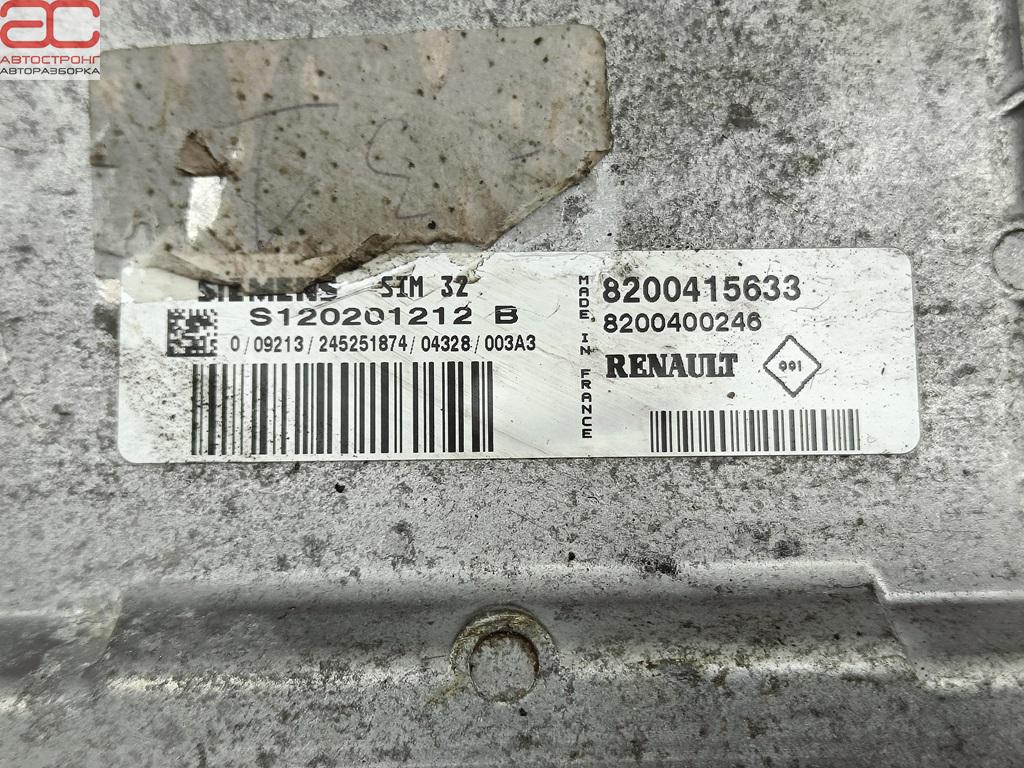 АС
АВТОСТРОНГ
АВТОРАЗБОРКА
SIEMENS SIM 32
S120201212 B
0/09213/245251874/04328/003A3
MADE IN FRANCE
8200415633
8200400246
RENAULT 001